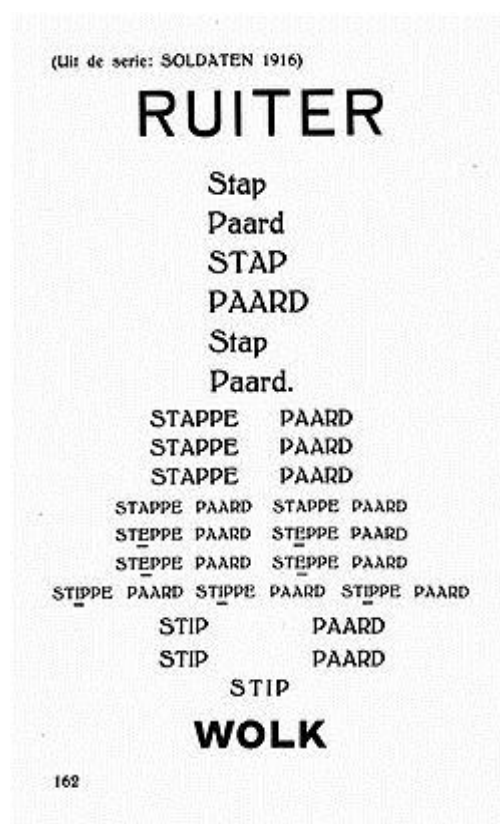 (Uit de serie: SOLDATEN 1916)
RUITER
Stap
Paard
STAP
PAARD
Stap
Paard.
STAPPE PAARD
STAPPE PAARD
STAPPE PAARD
STAPPE PAARD STAPPE PAARD
STEPPE PAARD STEPPE PAARD
STEPPE PAARD STEPPE PAARD
STIPPE PAARD STIPPE PAARD STIPPE PAARD
STIP PAARD
STIP PAARD
STIP
WOLK
162